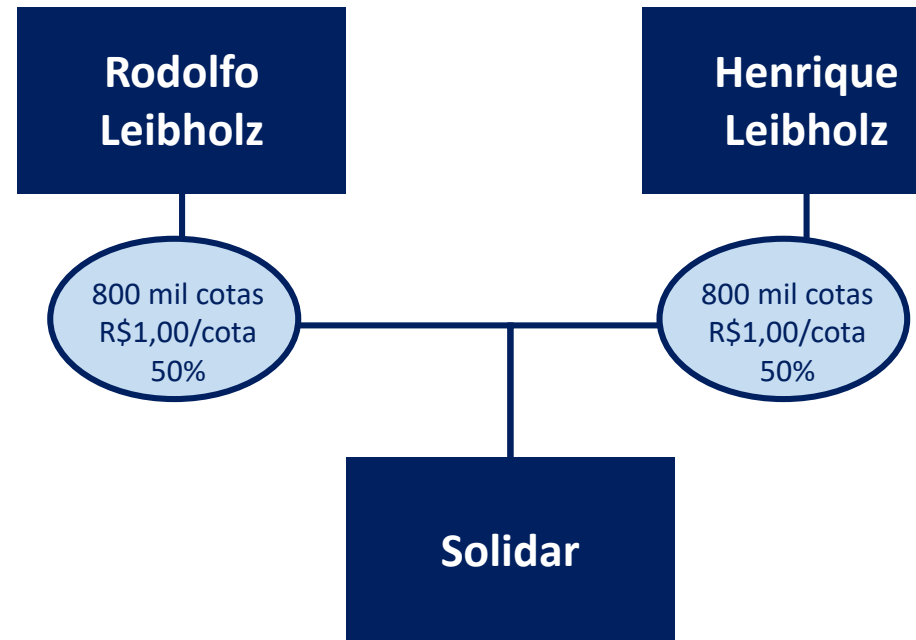 Rodolfo
Leibholz
Henrique
Leibholz
800 mil cotas
R$1,00/cota
50%
800 mil cotas
R$1,00/cota
50%
Solidar